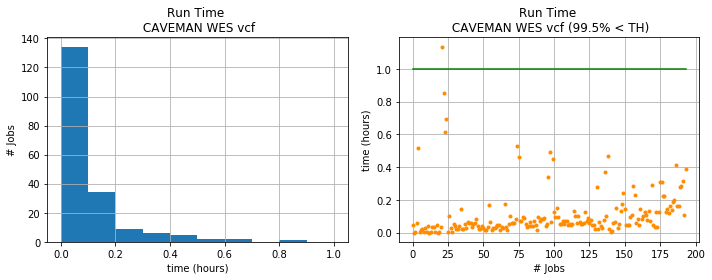 Run Time
CAVEMAN WES vcf
# Jobs
140
120
100
80
60
40
20
0
0.0 0.2 0.4 0.6 0.8 1.0
time (hours)
Run Time
CAVEMAN WES vcf (99.5% < TH)
time (hours)
1.0
0.8
0.6
0.4
0.2
0.0
0 25 50 75 100 125 150 175 200
# Jobs